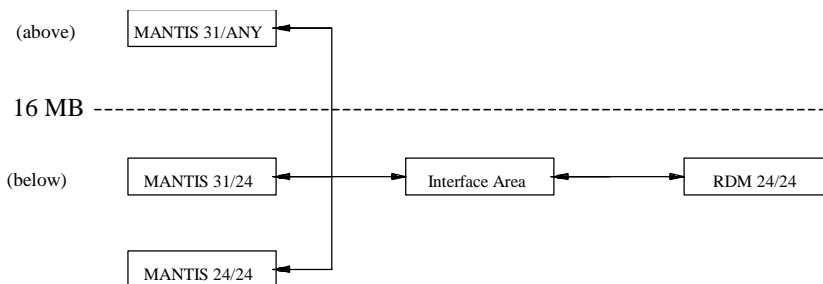 (above) MANTIS 31/ANY
16 MB
(below) MANTIS 31/24 Interface Area RDM 24/24
MANTIS 24/24